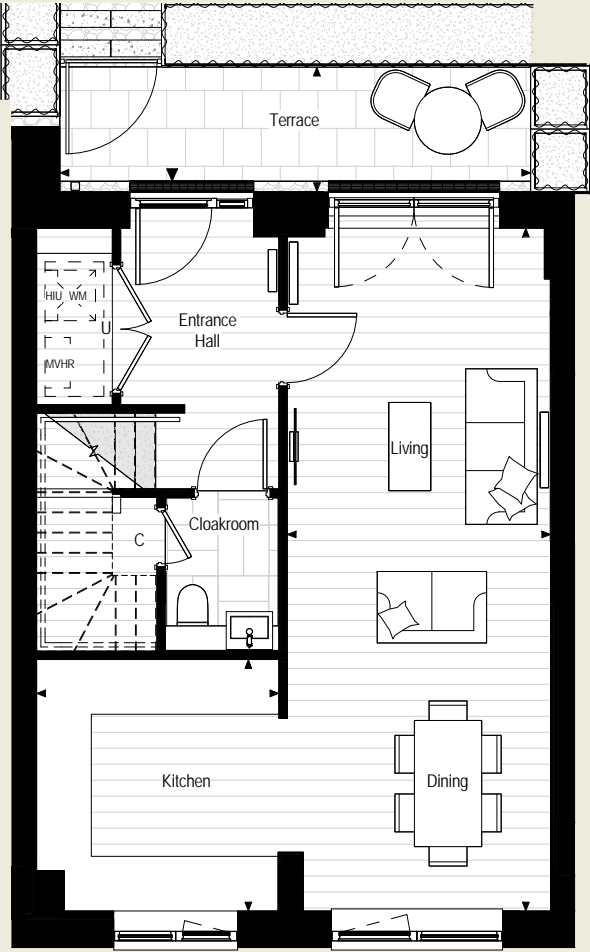 Terrace
HIU WM
U
Entrance
Hall
MVHR
Living
Cloakroom
C
Kitchen
Dining